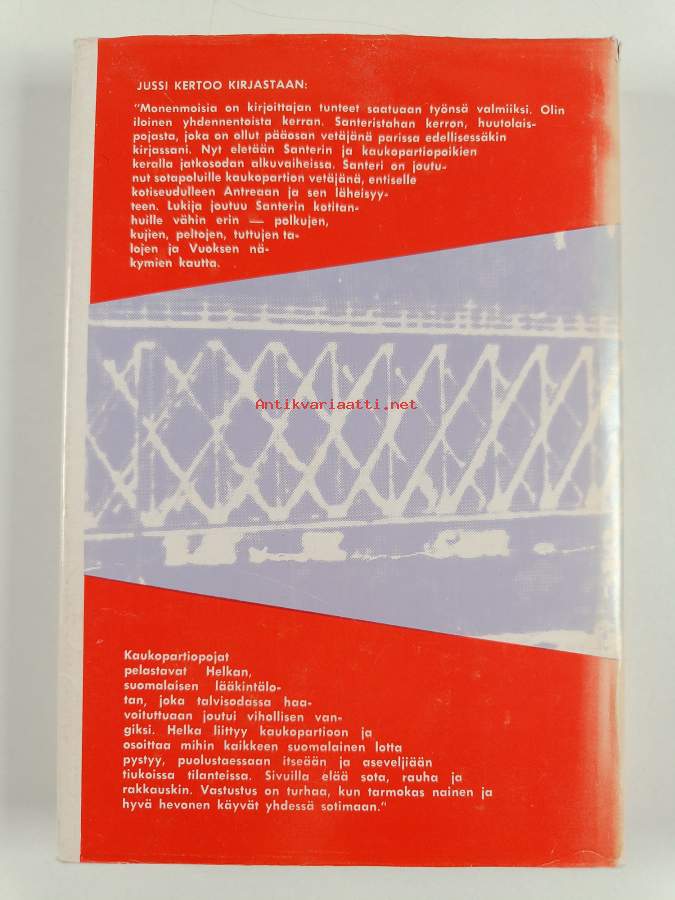 JUSSI KERTOO KIRJASTAAN:
"Monenmoisia on kirjoittajan tunteet saatuaan työnsä valmiiksi. Olin
iloinen yhdennentoista kerran. Santeristahan kerron, huutolais-
pojasta, joka on ollut pääosan vetäjänä parissa edellisessäkin
kirjassani. Nyt eletään Santerin ja kaukopartiopoikien
keralla jatkosodan alkuvaiheissa. Santeri on joutu-
nut sotapoluille kaukopartion vetäjänä, entiselle
kotiseudulleen Antreaan ja sen läheisyy-
teen. Lukija joutuu Santerin kotitan-
huille vähin erin — polkujen,
kujien, peltojen, tuttujen ta-
lojen ja Vuoksen nä-
kymien kautta.
Antikvariaatti.net
Kaukopartiopojat
pelastavat Helkan,
suomalaisen lääkintälo-
tan, joka talvisodassa haa-
voituttuaan joutui vihollisen van-
giksi. Helka liittyy kaukopartioon ja
osoittaa mihin kaikkeen suomalainen lotta
pystyy, puolustaessaan itseään ja aseveljiään
tiukoissa tilanteissa. Sivuilla elää sota, rauha ja
rakkauskin. Vastustus on turhaa, kun tarmokas nainen ja
hyvä hevonen käyvät yhdessä sotimaan."